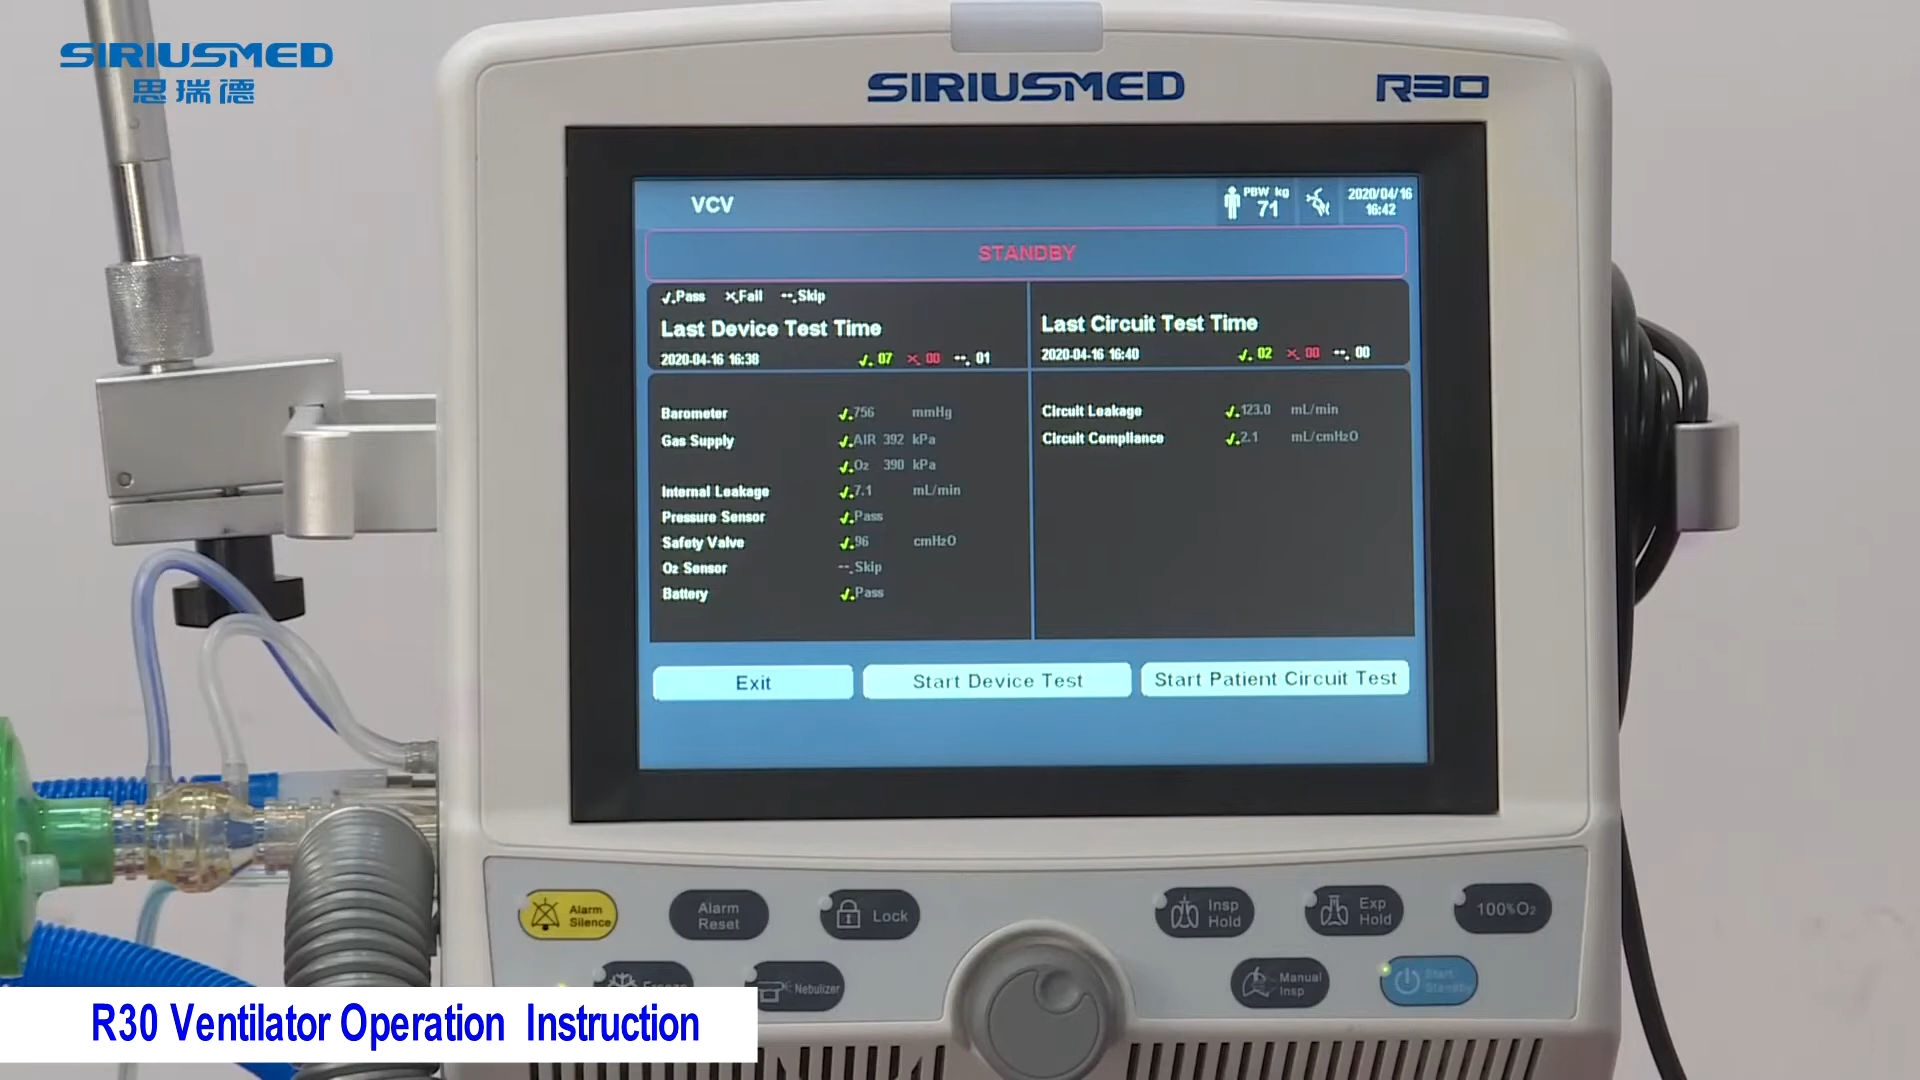 SIRIUSMED
思瑞德
SIRIUSMED R30
VCV
PBW kg
71
2020/04/16
16:42
STANDBY
Pass Fail --Skip
Last Device Test Time
2020-04-16 16:38 07 00 --. 01
Last Circuit Test Time
2020-04-16 16:40 02 00 --. 00
Barometer 756 mmHg
Gas Supply AIR 392 kPa
O₂ 390 kPa
Internal Leakage 7.1 mL/min
Pressure Sensor Pass
Safety Valve 96 cmH₂O
O₂ Sensor --Skip
Battery Pass
Circuit Leakage 123.0 mL/min
Circuit Compliance 2.1 mL/cmH₂O
Exit
Start Device Test
Start Patient Circuit Test
Alarm
Silence
Alarm
Reset
Lock
Insp
Hold
Exp
Hold
100%O₂
Freeze
Nebulizer
Manual
Insp
Start
Standby
R30 Ventilator Operation Instruction